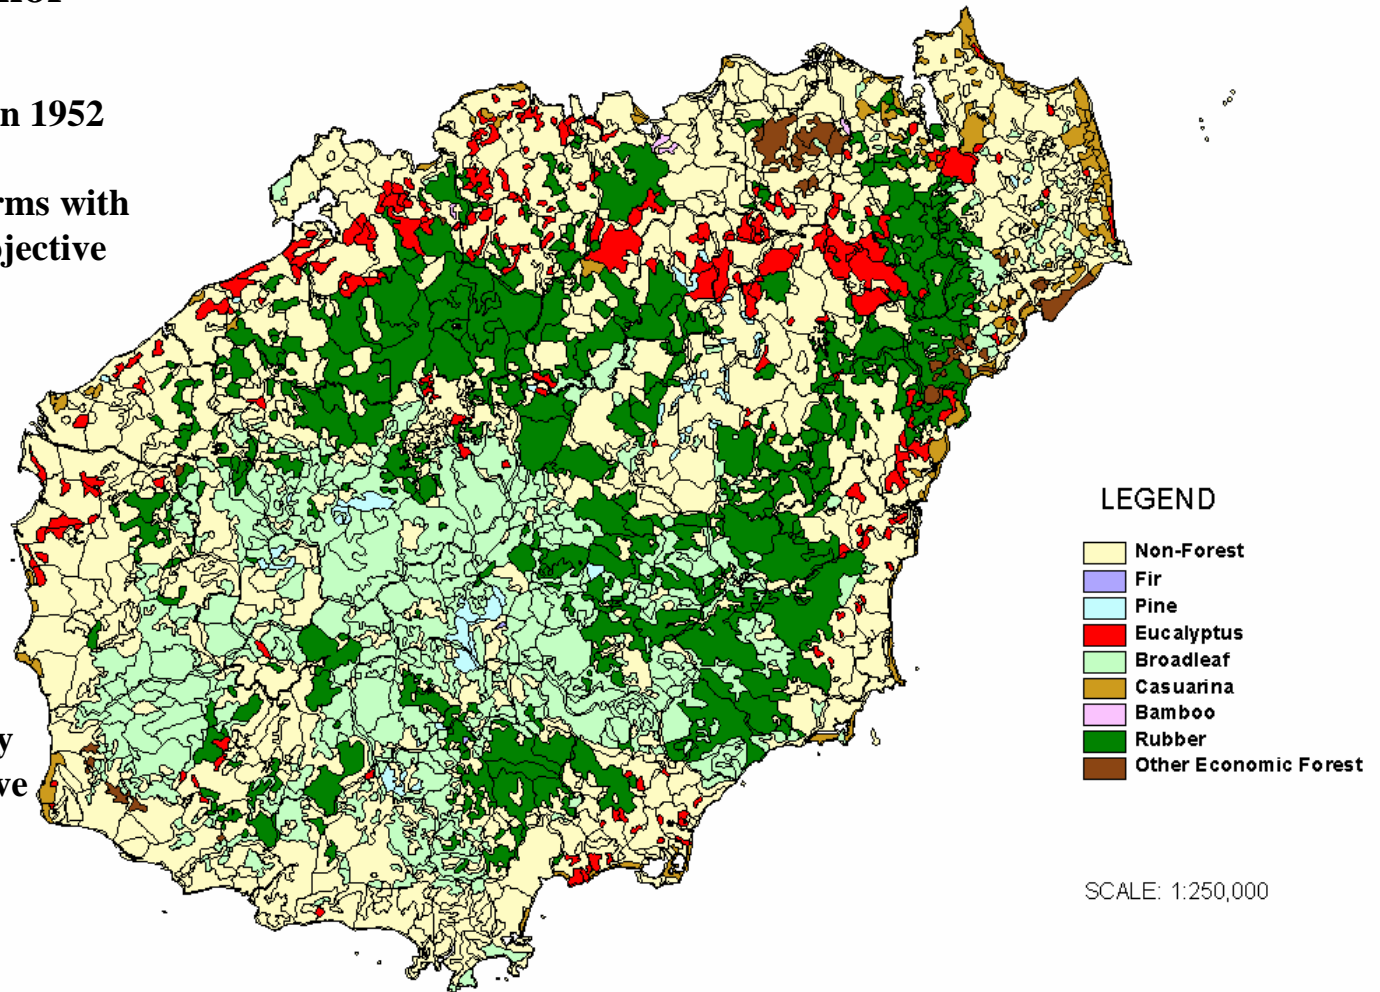 n 1952
rms with
jective
y
ve
LEGEND
Non-Forest
Fir
Pine
Eucalyptus
Broadleaf
Casuarina
Bamboo
Rubber
Other Economic Forest
SCALE: 1:250,000